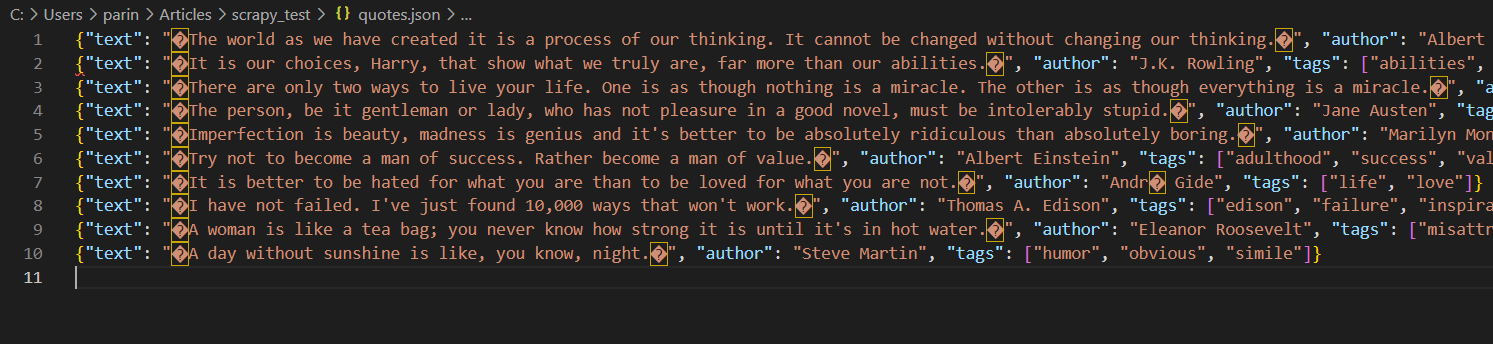 C: > Users > parin > Articles > scrapy_test > {} quotes.json > ...
1 {"text": "�The world as we have created it is a process of our thinking. It cannot be changed without changing our thinking.�", "author": "Albert
2 {"text": "�It is our choices, Harry, that show what we truly are, far more than our abilities.�", "author": "J.K. Rowling", "tags": ["abilities",
3 {"text": "�There are only two ways to live your life. One is as though nothing is a miracle. The other is as though everything is a miracle.�", "a
4 {"text": "�The person, be it gentleman or lady, who has not pleasure in a good novel, must be intolerably stupid.�", "author": "Jane Austen", "tag
5 {"text": "�Imperfection is beauty, madness is genius and it's better to be absolutely ridiculous than absolutely boring.�", "author": "Marilyn Mon
6 {"text": "�Try not to become a man of success. Rather become a man of value.�", "author": "Albert Einstein", "tags": ["adulthood", "success", "val
7 {"text": "�It is better to be hated for what you are than to be loved for what you are not.�", "author": "Andr� Gide", "tags": ["life", "love"]}
8 {"text": "�I have not failed. I've just found 10,000 ways that won't work.�", "author": "Thomas A. Edison", "tags": ["edison", "failure", "inspira
9 {"text": "�A woman is like a tea bag; you never know how strong it is until it's in hot water.�", "author": "Eleanor Roosevelt", "tags": ["misattr
10 {"text": "�A day without sunshine is like, you know, night.�", "author": "Steve Martin", "tags": ["humor", "obvious", "simile"]}
11